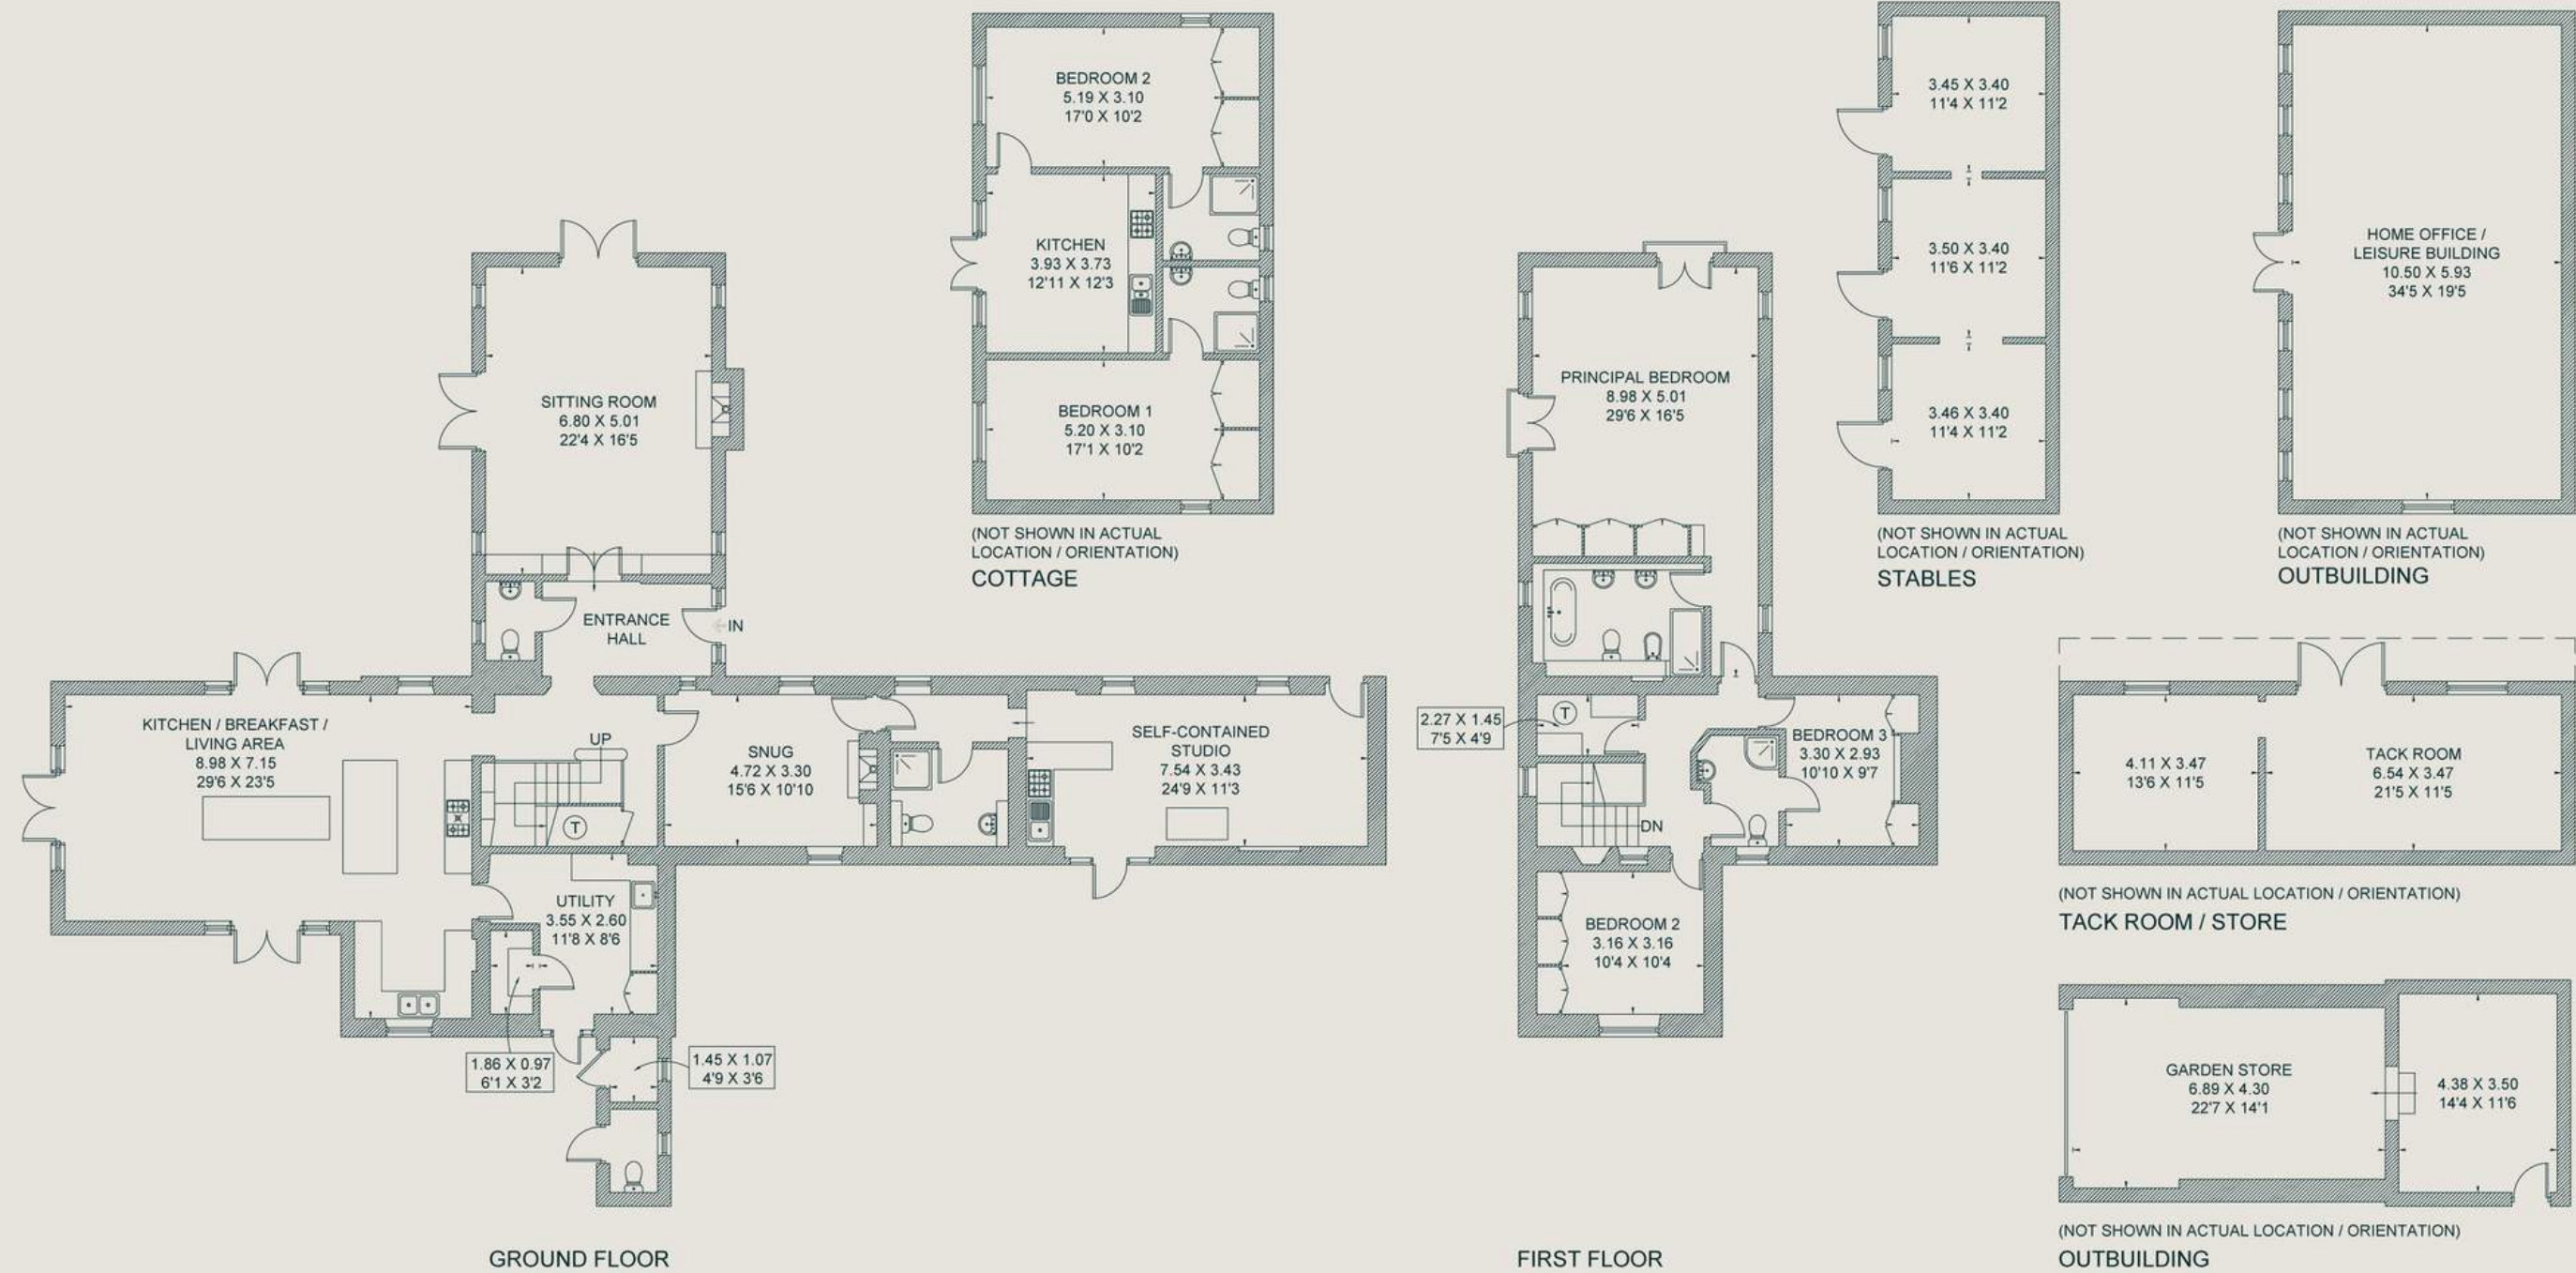 BEDROOM 2
5.19 X 3.10
17'0 X 10'2
KITCHEN
3.93 X 3.73
12'11 X 12'3
BEDROOM 1
5.20 X 3.10
17'1 X 10'2
(NOT SHOWN IN ACTUAL
LOCATION / ORIENTATION)
COTTAGE
3.45 X 3.40
11'4 X 11'2
3.50 X 3.40
11'6 X 11'2
3.46 X 3.40
11'4 X 11'2
(NOT SHOWN IN ACTUAL
LOCATION / ORIENTATION)
STABLES
HOME OFFICE /
LEISURE BUILDING
10.50 X 5.93
34'5 X 19'5
(NOT SHOWN IN ACTUAL
LOCATION / ORIENTATION)
OUTBUILDING
SITTING ROOM
6.80 X 5.01
22'4 X 16'5
ENTRANCE
HALL
IN
KITCHEN / BREAKFAST /
LIVING AREA
8.98 X 7.15
29'6 X 23'5
UP
T
SNUG
4.72 X 3.30
15'6 X 10'10
SELF-CONTAINED
STUDIO
7.54 X 3.43
24'9 X 11'3
UTILITY
3.55 X 2.60
11'8 X 8'6
1.86 X 0.97
6'1 X 3'2
1.45 X 1.07
4'9 X 3'6
GROUND FLOOR
PRINCIPAL BEDROOM
8.98 X 5.01
29'6 X 16'5
2.27 X 1.45
7'5 X 4'9
T
BEDROOM 3
3.30 X 2.93
10'10 X 9'7
DN
BEDROOM 2
3.16 X 3.16
10'4 X 10'4
FIRST FLOOR
4.11 X 3.47
13'6 X 11'5
TACK ROOM
6.54 X 3.47
21'5 X 11'5
(NOT SHOWN IN ACTUAL LOCATION / ORIENTATION)
TACK ROOM / STORE
GARDEN STORE
6.89 X 4.30
22'7 X 14'1
4.38 X 3.50
14'4 X 11'6
(NOT SHOWN IN ACTUAL LOCATION / ORIENTATION)
OUTBUILDING